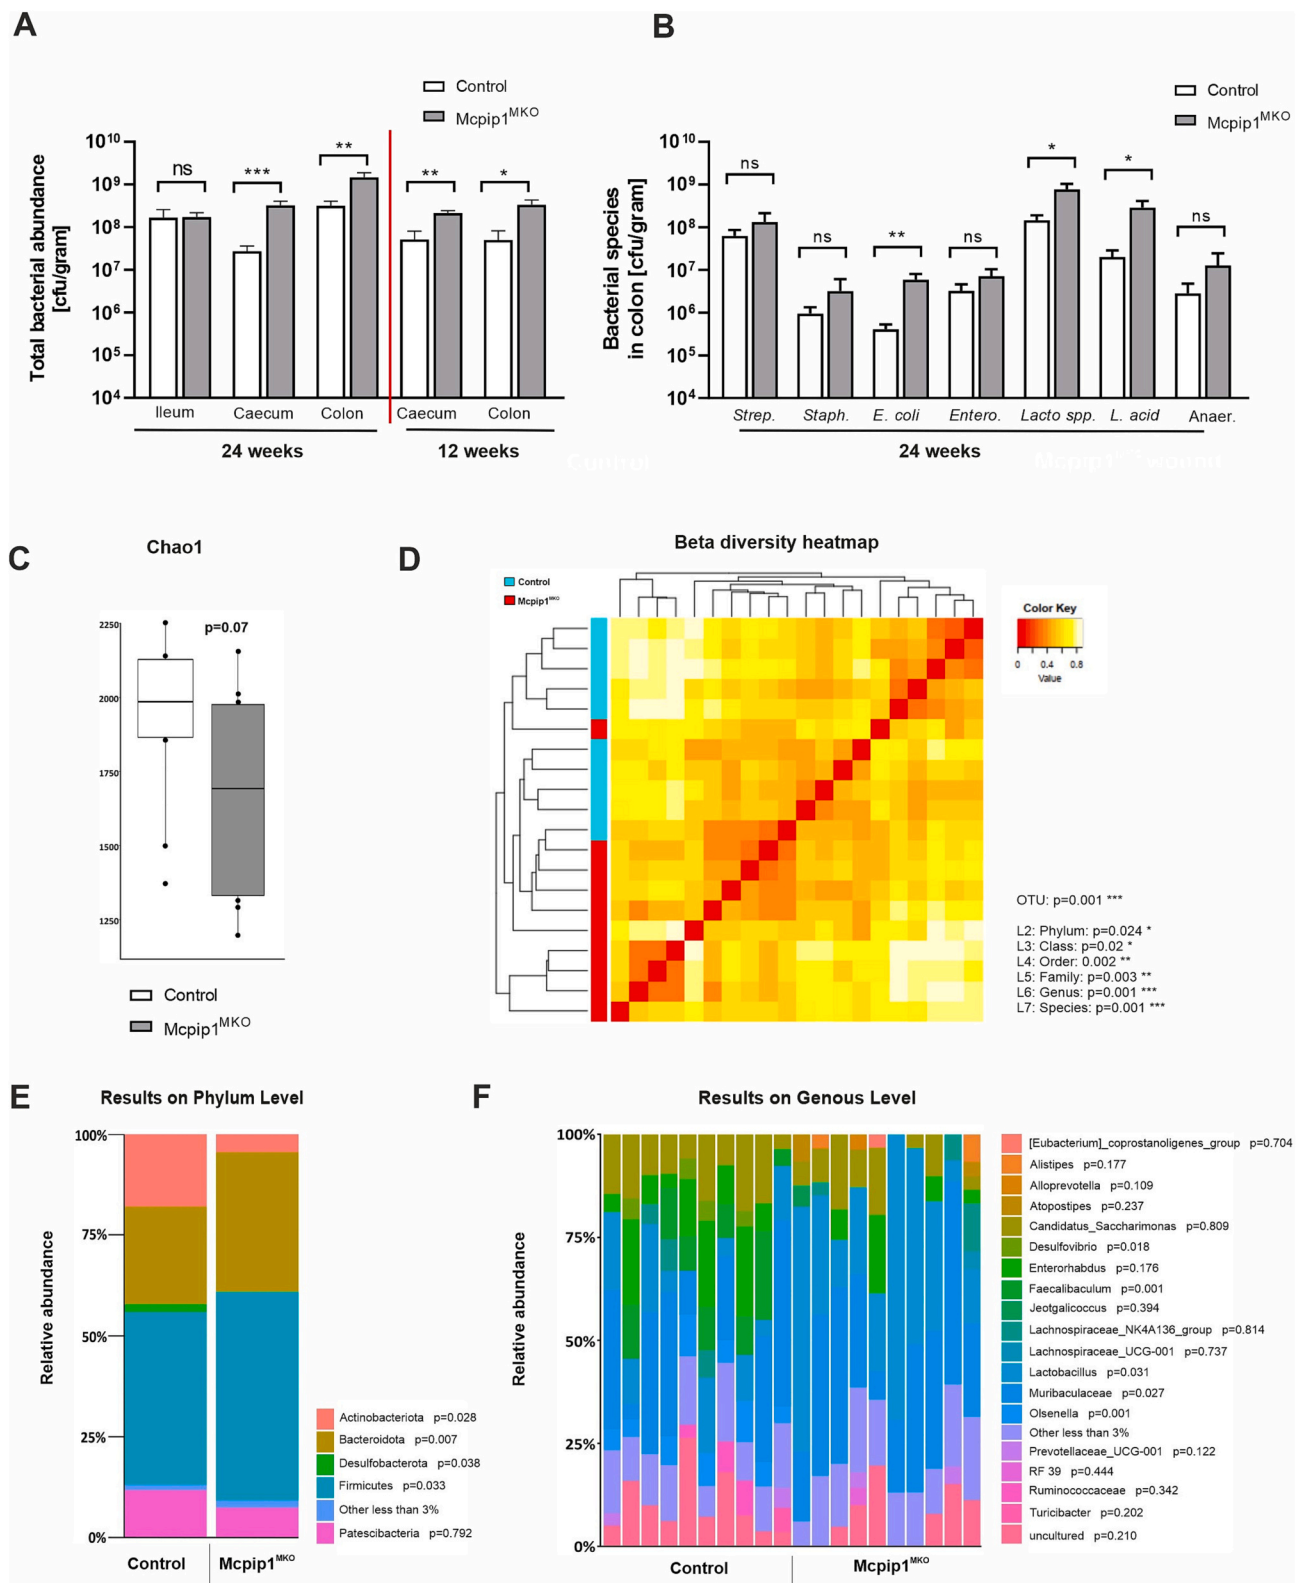 A
B
Control
Mcpip1MKO
Control
Mcpip1MKO
Total bacterial abundance
[cfu/gram]
10^10
10^9
10^8
10^7
10^6
10^5
10^4
ns
***
**
**
*
Ileum
Caecum
Colon
Caecum
Colon
24 weeks
12 weeks
Bacterial species
in colon [cfu/gram]
10^10
10^9
10^8
10^7
10^6
10^5
10^4
ns
ns
**
ns
*
*
ns
Strep.
Staph.
E. coli
Entero.
Lacto spp.
L. acid
Anaer.
24 weeks
Control
Mcpip1MKO wound
C
Chao1
2250
2000
1750
1500
1250
p=0.07
Control
Mcpip1MKO
D
Beta diversity heatmap
Control
Mcpip1MKO
Color Key
0
0.4
0.8
Value
OTU: p=0.001 ***
L2: Phylum: p=0.024 *
L3: Class: p=0.02 *
L4: Order: 0.002 **
L5: Family: p=0.003 **
L6: Genus: p=0.001 ***
L7: Species: p=0.001 ***
E
Results on Phylum Level
Relative abundance
100%
75%
50%
25%
0%
Control
Mcpip1MKO
Actinobacteriota p=0.028
Bacteroidota p=0.007
Desulfobacterota p=0.038
Firmicutes p=0.033
Other less than 3%
Patescibacteria p=0.792
F
Results on Genous Level
Relative abundance
100%
75%
50%
25%
0%
Control
Mcpip1MKO
[Eubacterium]_coprostanoligenes_group p=0.704
Alistipes p=0.177
Alloprevotella p=0.109
Atopostipes p=0.237
Candidatus_Saccharimonas p=0.809
Desulfovibrio p=0.018
Enterorhabdus p=0.176
Faecalibaculum p=0.001
Jeotgalicoccus p=0.394
Lachnospiraceae_NK4A136_group p=0.814
Lachnospiraceae_UCG-001 p=0.737
Lactobacillus p=0.031
Muribaculaceae p=0.027
Olsenella p=0.001
Other less than 3%
Prevotellaceae_UCG-001 p=0.122
RF 39 p=0.444
Ruminococcaceae p=0.342
Turicibacter p=0.202
uncultured p=0.210